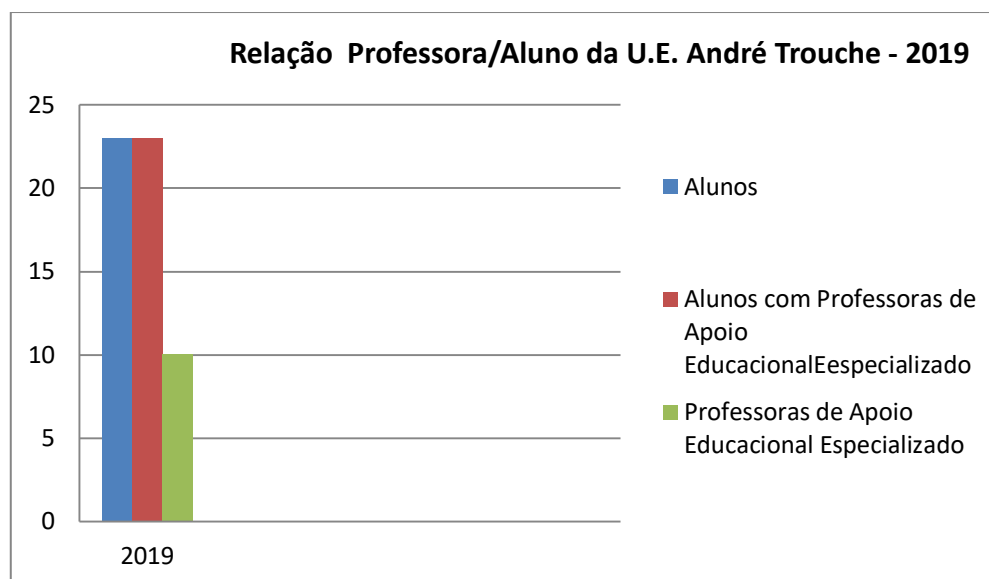 Relação Professora/Aluno da U.E. André Trouche - 2019
25
20
15
10
5
0
2019
Alunos
Alunos com Professoras de
Apoio
EducacionalEespecializado
Professoras de Apoio
Educacional Especializado